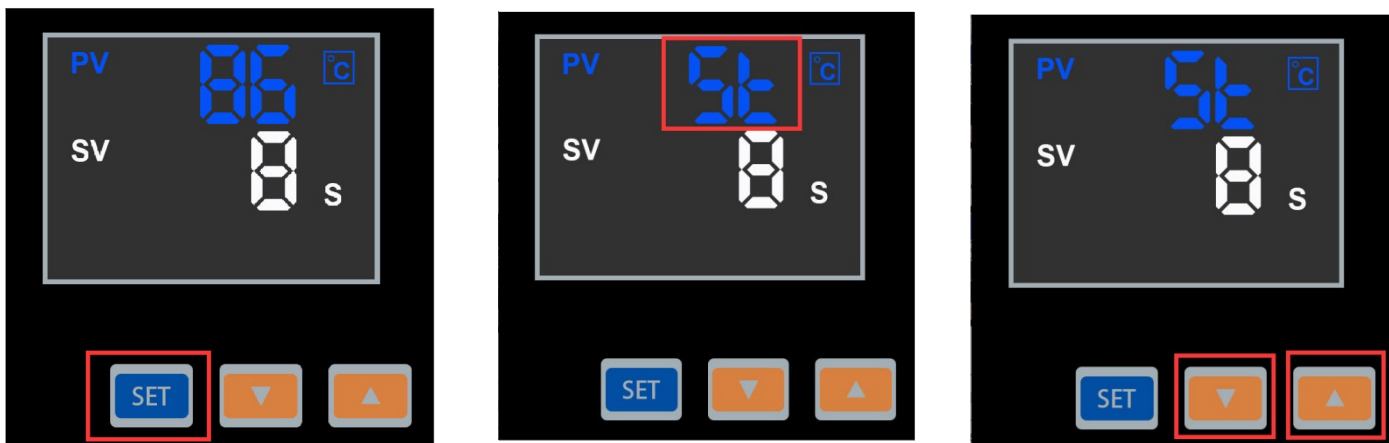 PV 86 °C
SV 8 S
SET ▼ ▲
PV St °C
SV 8 S
SET ▼ ▲
PV St °C
SV 8 S
SET ▼ ▲